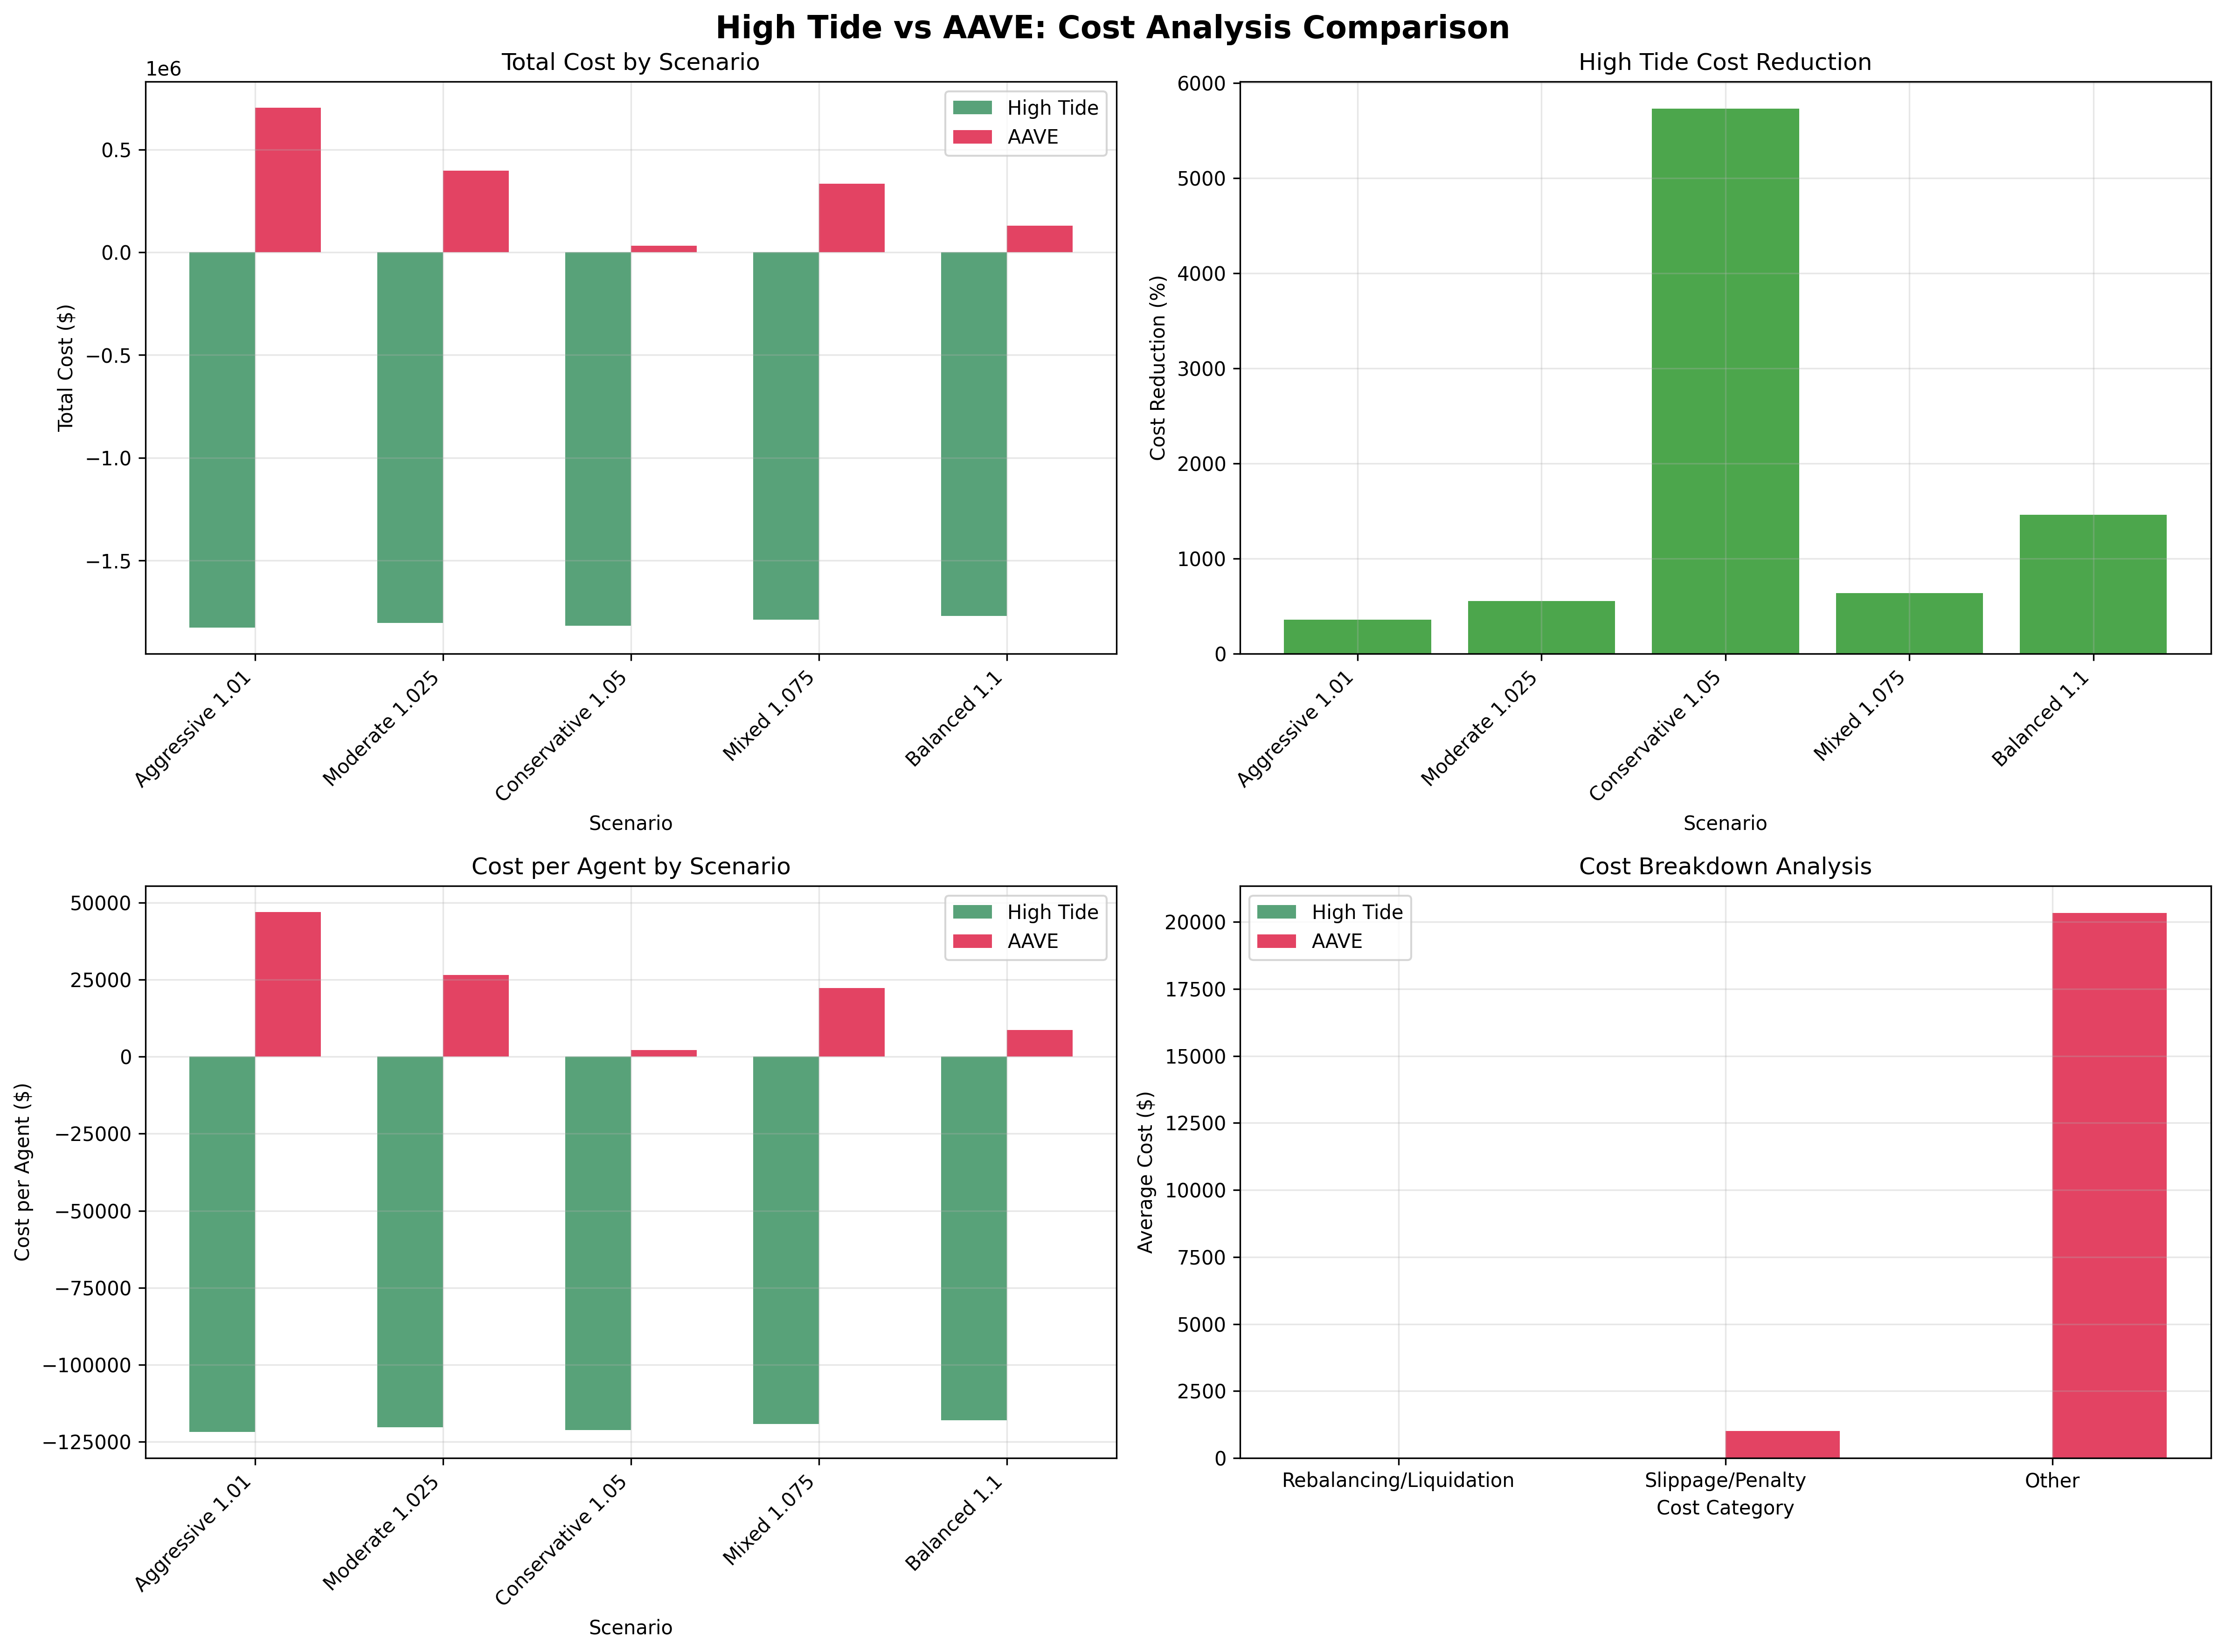 High Tide vs AAVE: Cost Analysis Comparison
Total Cost by Scenario
1e6
0.5
0.0
−0.5
−1.0
−1.5
Total Cost ($)
High Tide
AAVE
Aggressive 1.01
Moderate 1.025
Conservative 1.05
Mixed 1.075
Balanced 1.1
Scenario
High Tide Cost Reduction
6000
5000
4000
3000
2000
1000
0
Cost Reduction (%)
Aggressive 1.01
Moderate 1.025
Conservative 1.05
Mixed 1.075
Balanced 1.1
Scenario
Cost per Agent by Scenario
50000
25000
0
−25000
−50000
−75000
−100000
−125000
Cost per Agent ($)
High Tide
AAVE
Aggressive 1.01
Moderate 1.025
Conservative 1.05
Mixed 1.075
Balanced 1.1
Scenario
Cost Breakdown Analysis
20000
17500
15000
12500
10000
7500
5000
2500
0
Average Cost ($)
High Tide
AAVE
Rebalancing/Liquidation
Slippage/Penalty
Other
Cost Category